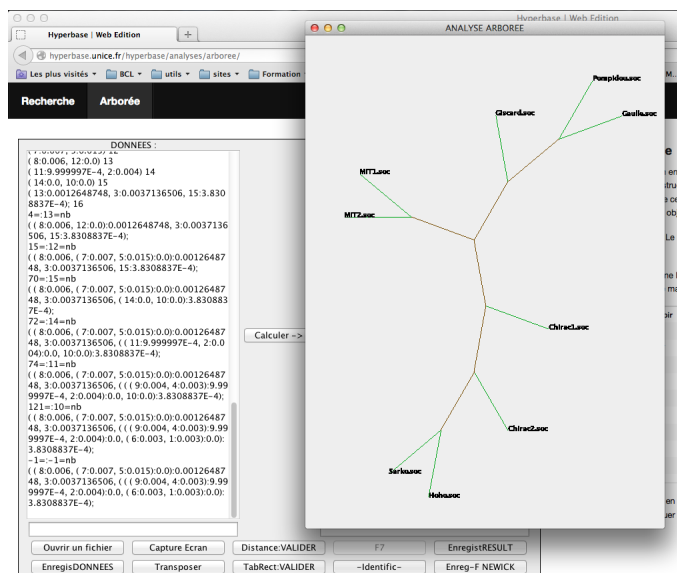 Hyperbase | Web Edition
Hyperbase | Web Edition
ANALYSE ARBOREE
hyperbase.unice.fr/hyperbase/analyses/arboree/
Les plus visités BCL utils sites Formation
Recherche Arborée
DONNEES :
( 8:0.006, 12:0.0) 13
( 11:9.999997E-4, 2:0.004) 14
( 14:0.0, 10:0.0) 15
( 13:0.0012648748, 3:0.0037136506, 15:3.830
8837E-4); 16
4=:13=nb
( ( 8:0.006, 12:0.0):0.0012648748, 3:0.0037136
506, 15:3.8308837E-4);
15=:12=nb
( ( 8:0.006, ( 7:0.007, 5:0.015):0.0):0.00126487
48, 3:0.0037136506, 15:3.8308837E-4);
70=:15=nb
( ( 8:0.006, ( 7:0.007, 5:0.015):0.0):0.00126487
48, 3:0.0037136506, ( 14:0.0, 10:0.0):3.830883
7E-4);
72=:14=nb
( ( 8:0.006, ( 7:0.007, 5:0.015):0.0):0.00126487
48, 3:0.0037136506, ( ( 11:9.999997E-4, 2:0.0
04):0.0, 10:0.0):3.8308837E-4);
74=:11=nb
( ( 8:0.006, ( 7:0.007, 5:0.015):0.0):0.00126487
48, 3:0.0037136506, ( ( ( 9:0.004, 4:0.003):9.99
9997E-4, 2:0.004):0.0, 10:0.0):3.8308837E-4);
121=:10=nb
( ( 8:0.006, ( 7:0.007, 5:0.015):0.0):0.00126487
48, 3:0.0037136506, ( ( ( 9:0.004, 4:0.003):9.99
9997E-4, 2:0.004):0.0, ( 6:0.003, 1:0.003):0.0):
3.8308837E-4);
-1=:-1=nb
( ( 8:0.006, ( 7:0.007, 5:0.015):0.0):0.00126487
48, 3:0.0037136506, ( ( ( 9:0.004, 4:0.003):9.99
9997E-4, 2:0.004):0.0, ( 6:0.003, 1:0.003):0.0):
3.8308837E-4);
Calculer ->
Pompidou.soc
Giscard.soc
Gaulle.soc
MIT1.soc
MIT2.soc
Chirac1.soc
Chirac2.soc
Sarko.soc
Ouvrir un fichier Capture Ecran Distance:VALIDER F7 EnregistRESULT
EnregisDONNEES Transposer TabRect:VALIDER -Identific- Enreg-F NEWICK